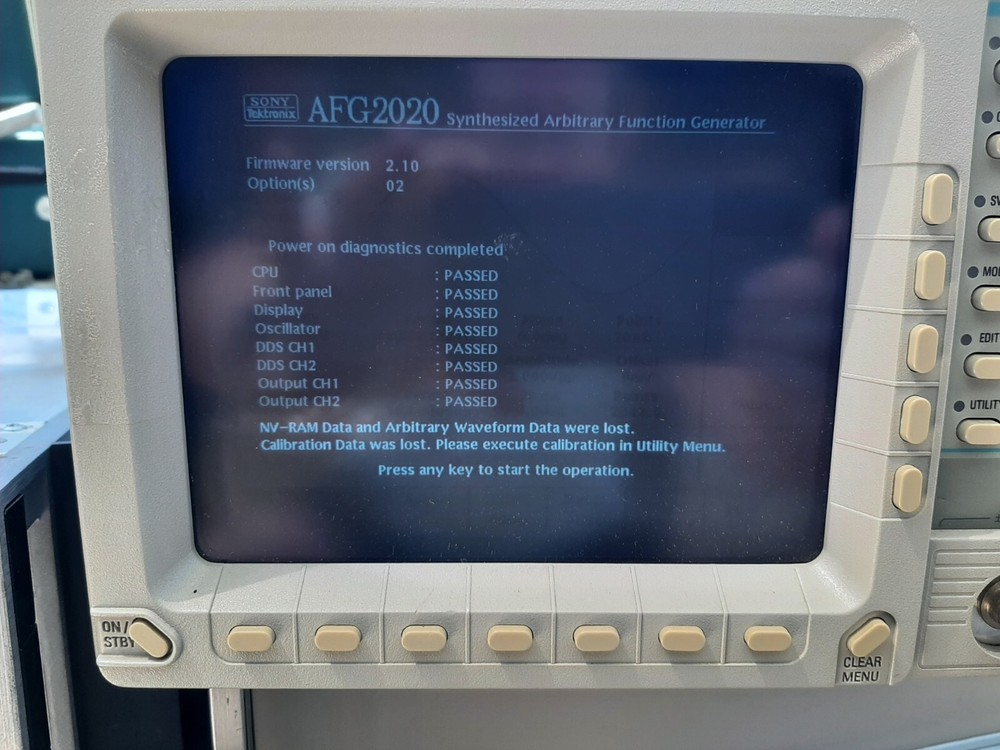 SONY
Tektronix
AFG2020 Synthesized Arbitrary Function Generator
Firmware version 2.10
Option(s) 02
Power on diagnostics completed
CPU : PASSED
Front panel : PASSED
Display : PASSED
Oscillator : PASSED
DDS CH1 : PASSED
DDS CH2 : PASSED
Output CH1 : PASSED
Output CH2 : PASSED
NV-RAM Data and Arbitrary Waveform Data were lost.
Calibration Data was lost. Please execute calibration in Utility Menu.
Press any key to start the operation.
ON/
STBY
CLEAR
MENU
EDIT